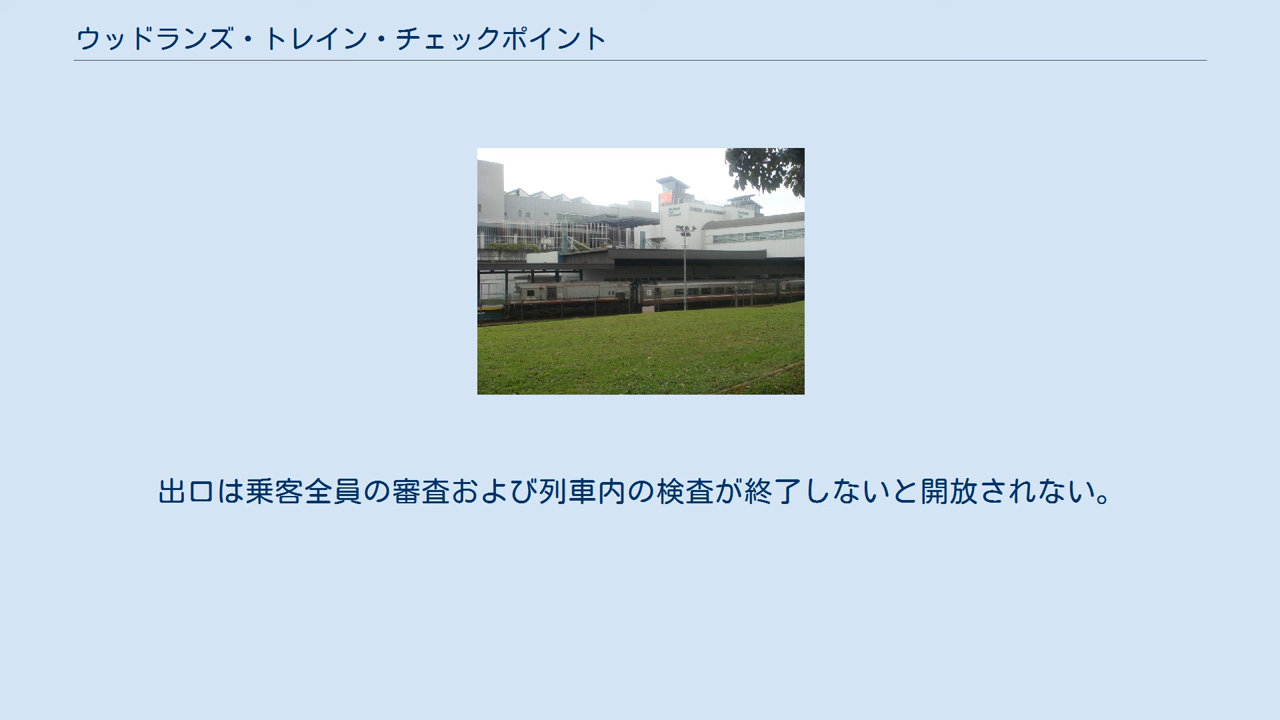 ウッドランズ・トレイン・チェックポイント
出口は乗客全員の審査および列車内の検査が終了しないと開放されない。